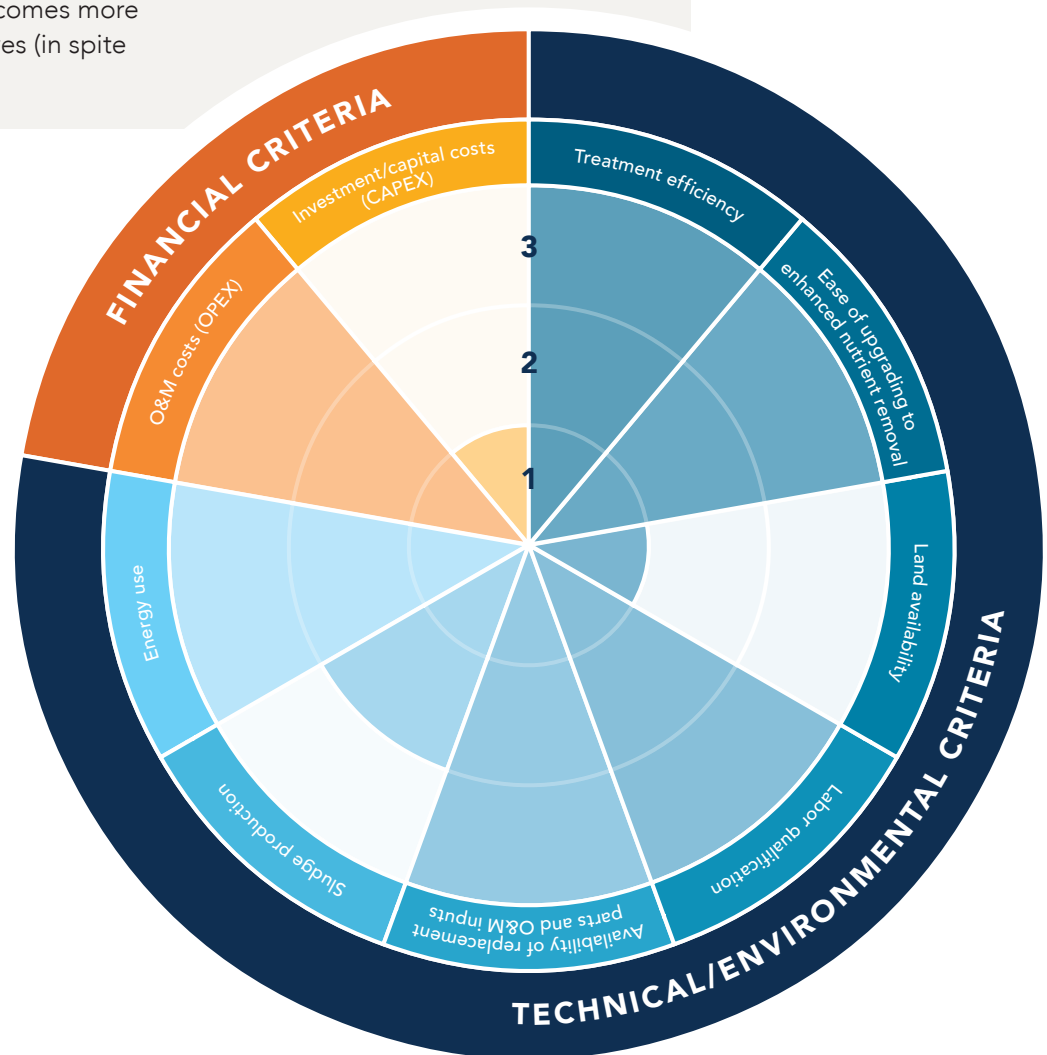 comes more
es (in spite
FINANCIAL CRITERIA
Investment/capital costs
(CAPEX)
O&M costs (OPEX)
Treatment efficiency
Ease of upgrading to
enhanced nutrient removal
Land availability
Labor qualification
Availability of replacement
parts and O&M inputs
Sludge production
Energy use
3
2
1
TECHNICAL/ENVIRONMENTAL CRITERIA